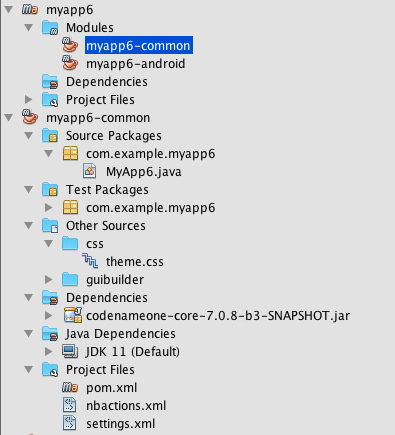 myapp6
Modules
myapp6-common
myapp6-android
Dependencies
Project Files
myapp6-common
Source Packages
com.example.myapp6
MyApp6.java
Test Packages
com.example.myapp6
Other Sources
css
theme.css
guibuilder
Dependencies
codenameone-core-7.0.8-b3-SNAPSHOT.jar
Java Dependencies
JDK 11 (Default)
Project Files
pom.xml
nbactions.xml
settings.xml